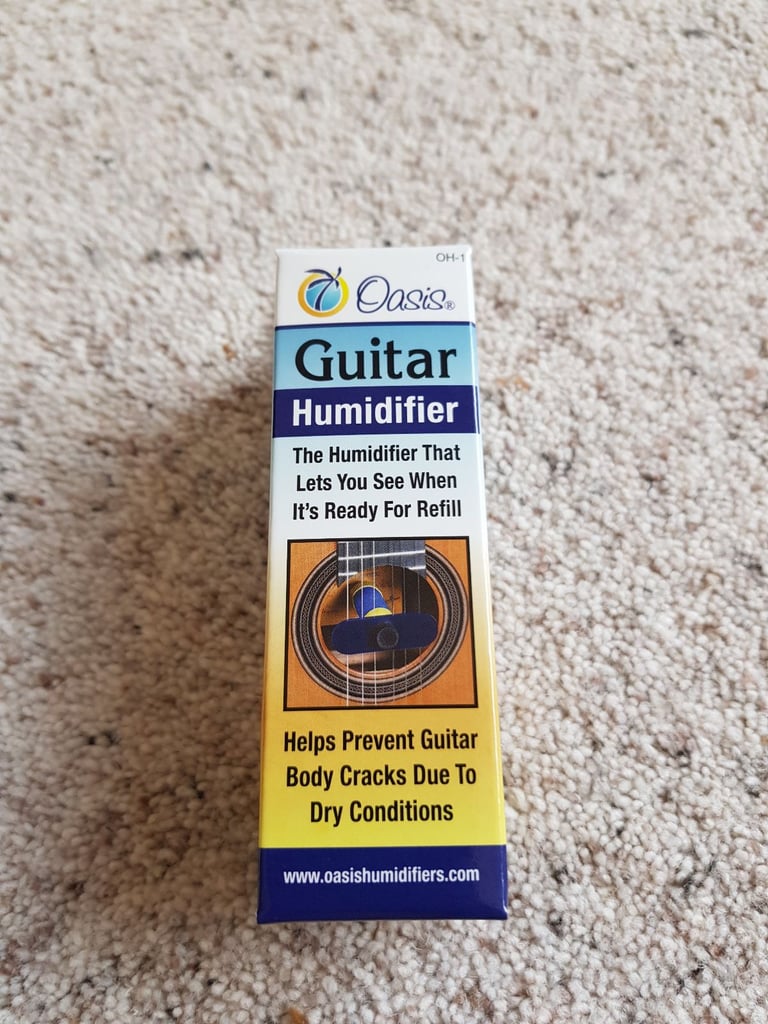 OH-1
Oasis®
Guitar
Humidifier
The Humidifier That
Lets You See When
It's Ready For Refill
Helps Prevent Guitar
Body Cracks Due To
Dry Conditions
www.oasishumidifiers.com